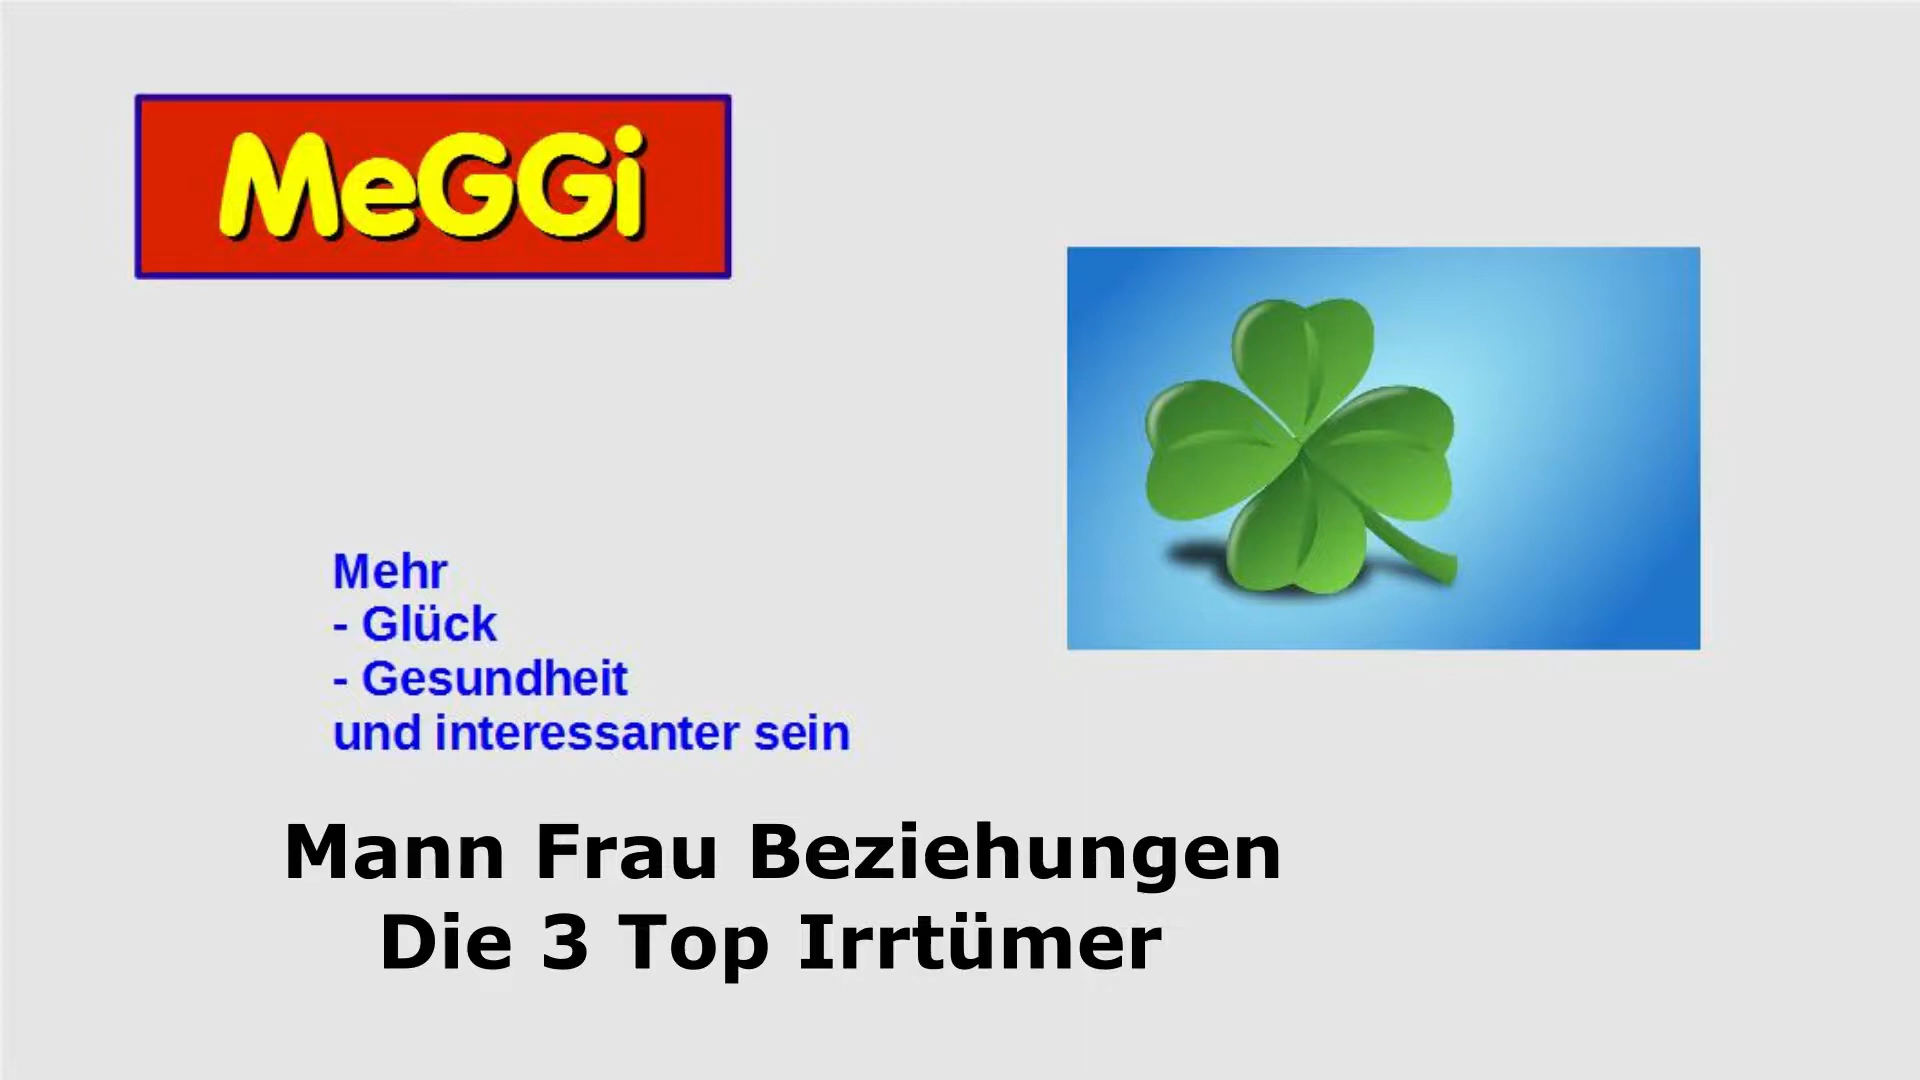 MeGGi
Mehr
- Glück
- Gesundheit
und interessanter sein
Mann Frau Beziehungen
Die 3 Top Irrtümer